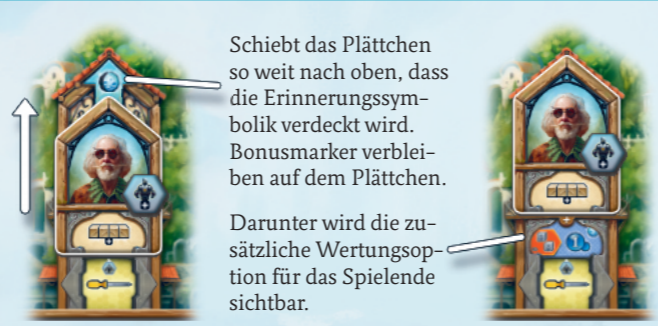 Schiebt das Plättchen
so weit nach oben, dass
die Erinnerungssym-
bolik verdeckt wird.
Bonusmarker verblei-
ben auf dem Plättchen.
Darunter wird die zu-
sätzliche Wertungsop-
tion für das Spielende
sichtbar.
1